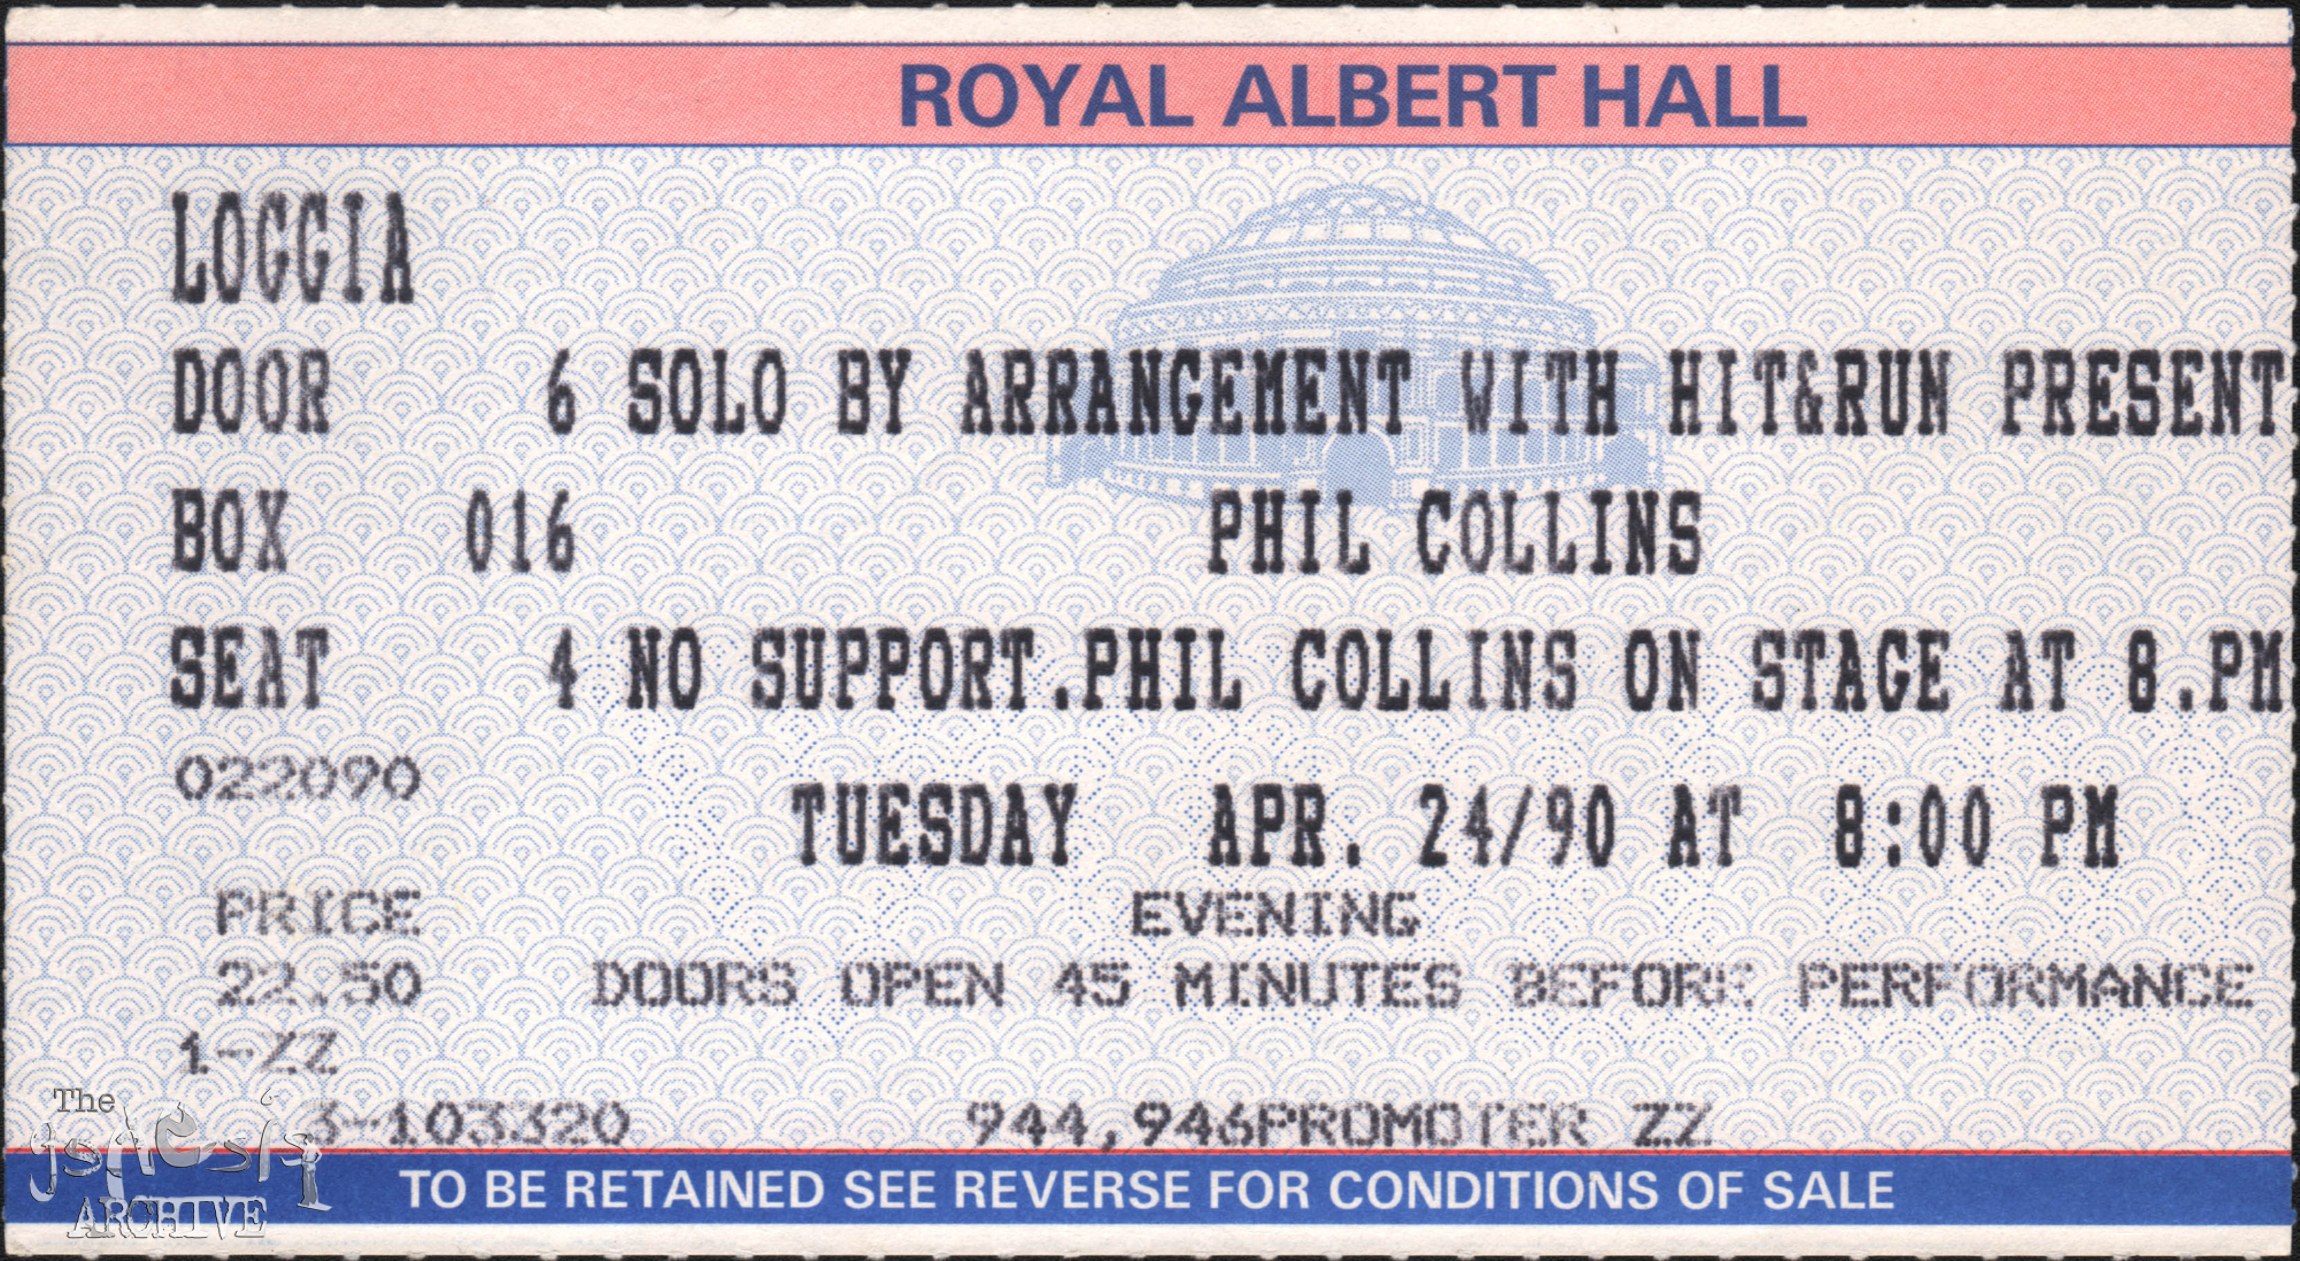 ROYAL ALBERT HALL
LOGGIA
DOOR 6 SOLO BY ARRANGEMENT WITH HIT&RUN PRESENT
BOX 016 PHIL COLLINS
SEAT 4 NO SUPPORT.PHIL COLLINS ON STAGE AT 8.PM
022090
TUESDAY APR. 24/90 AT 8:00 PM
PRICE EVENING
22.50 DOORS OPEN 45 MINUTES BEFORE PERFORMANCE
1-ZZ
3-103320 944,946PROMOTER ZZ
The
genesis
ARCHIVE
TO BE RETAINED SEE REVERSE FOR CONDITIONS OF SALE